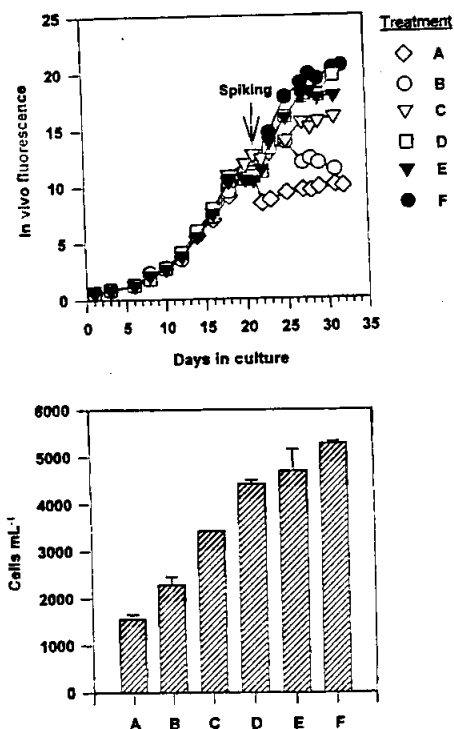 Treatment
A
B
C
D
E
F
In vivo fluorescence
25
20
15
10
5
0
Spiking
0 5 10 15 20 25 30 35
Days in culture
Cells mL-1
6000
5000
4000
3000
2000
1000
0
A B C D E F